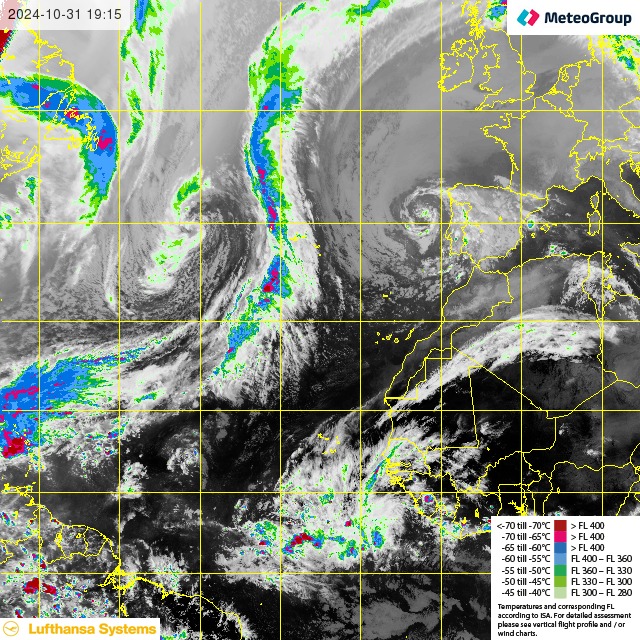 2024-10-31 19:15
MeteoGroup
<-70 till -70°C > FL 400
-70 till -65°C > FL 400
-65 till -60°C > FL 400
-60 till -55°C FL 400 - FL 360
-55 till -50°C FL 360 - FL 330
-50 till -45°C FL 330 - FL 300
-45 till -40°C FL 300 - FL 280
Temperatures and corresponding FL
according to ISA. For detailed assessment
please see vertical flight profile and / or
wind charts.
Lufthansa Systems